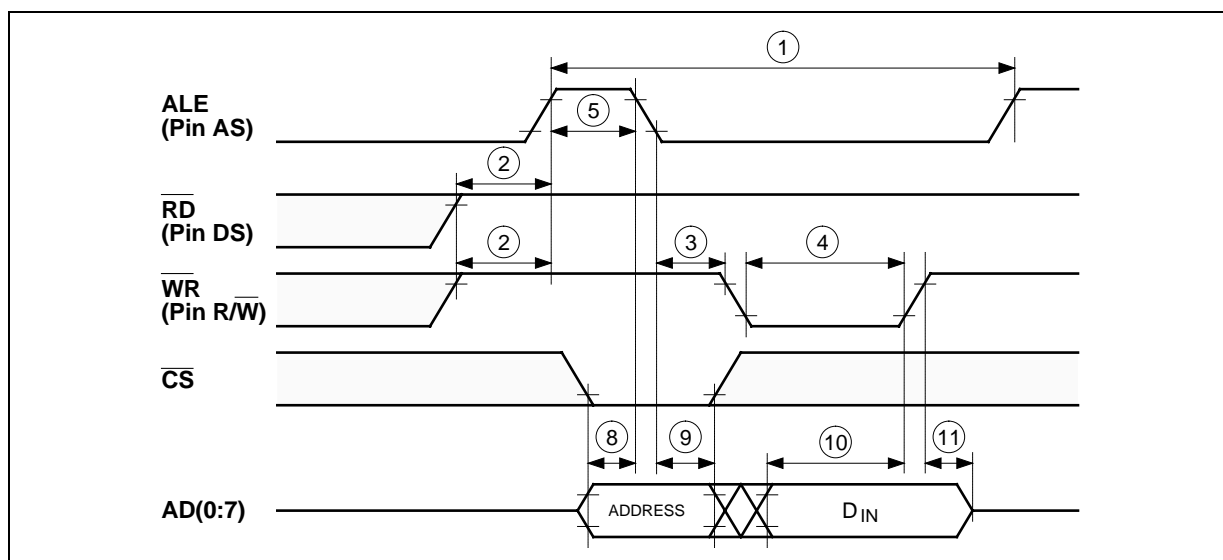 1
ALE
(Pin AS)
5
2
RD
(Pin DS)
2
3
4
WR
(Pin R/W)
CS
8
9
10
11
AD(0:7)
ADDRESS
D IN